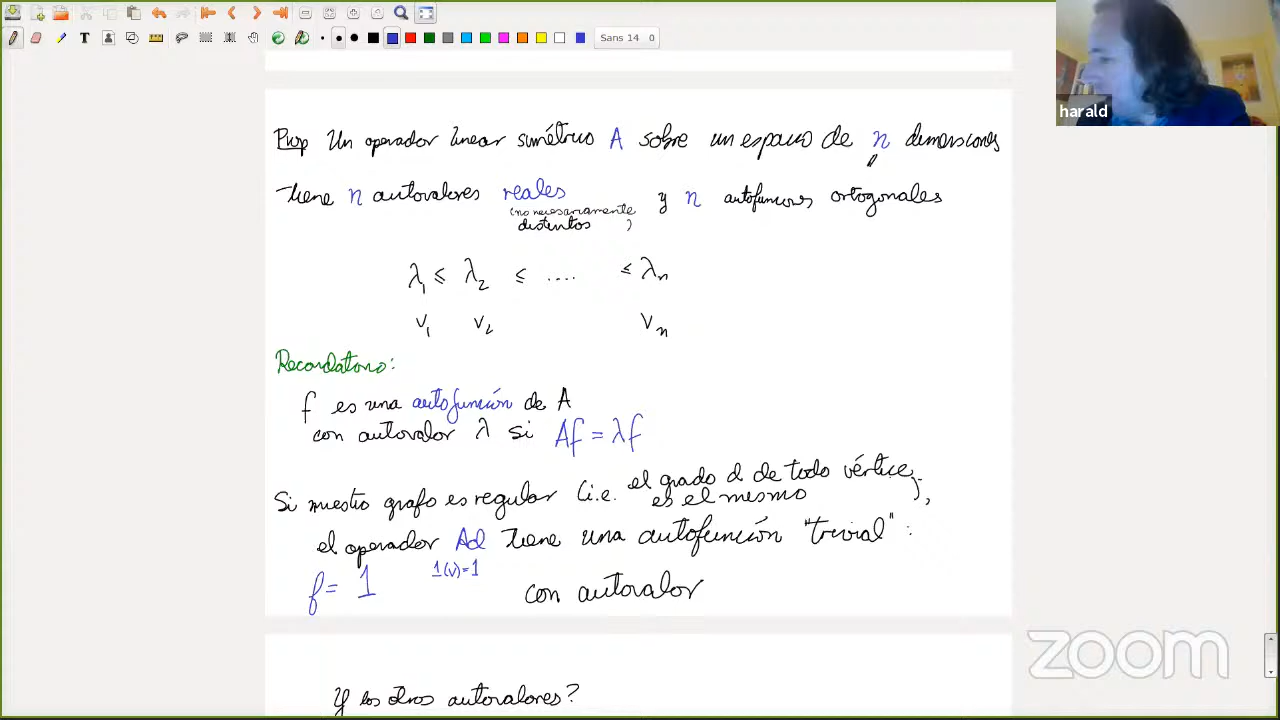 Sans 14 0
harald
Prop Un operador linear simétrico A sobre un espacio de n dimensiones
tiene n autovalores reales y n autofunciones ortogonales
(no necesariamente
distintos )
λ₁ ≤ λ₂ ≤ .... ≤ λₙ
v₁ v₂ vₙ
Recordatorio:
f es una autofunción de A
con autovalor λ si Af = λf
Si nuestro grafo es regular (i.e. el grado d de todo vértice
es el mismo ),
el operador Ad tiene una autofunción "trivial" :
f = 1 1(v)=1 con autovalor
zoom
Y los otros autovalores?